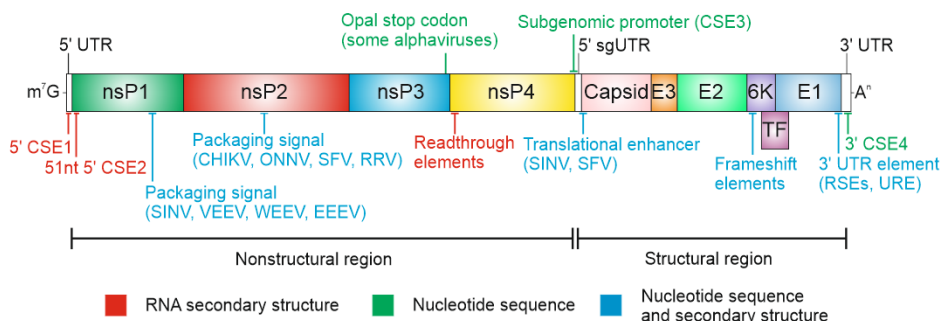 Opal stop codon
(some alphaviruses)
Subgenomic promoter (CSE3)
5' UTR
5' sgUTR
3' UTR
m⁷G
nsP1
nsP2
nsP3
nsP4
Capsid
E3
E2
6K
E1
Aⁿ
TF
5' CSE1
51nt 5' CSE2
Packaging signal
(CHIKV, ONNV, SFV, RRV)
Packaging signal
(SINV, VEEV, WEEV, EEEV)
Readthrough
elements
Translational enhancer
(SINV, SFV)
Frameshift
elements
3' CSE4
3' UTR element
(RSEs, URE)
Nonstructural region
Structural region
RNA secondary structure
Nucleotide sequence
Nucleotide sequence
and secondary structure